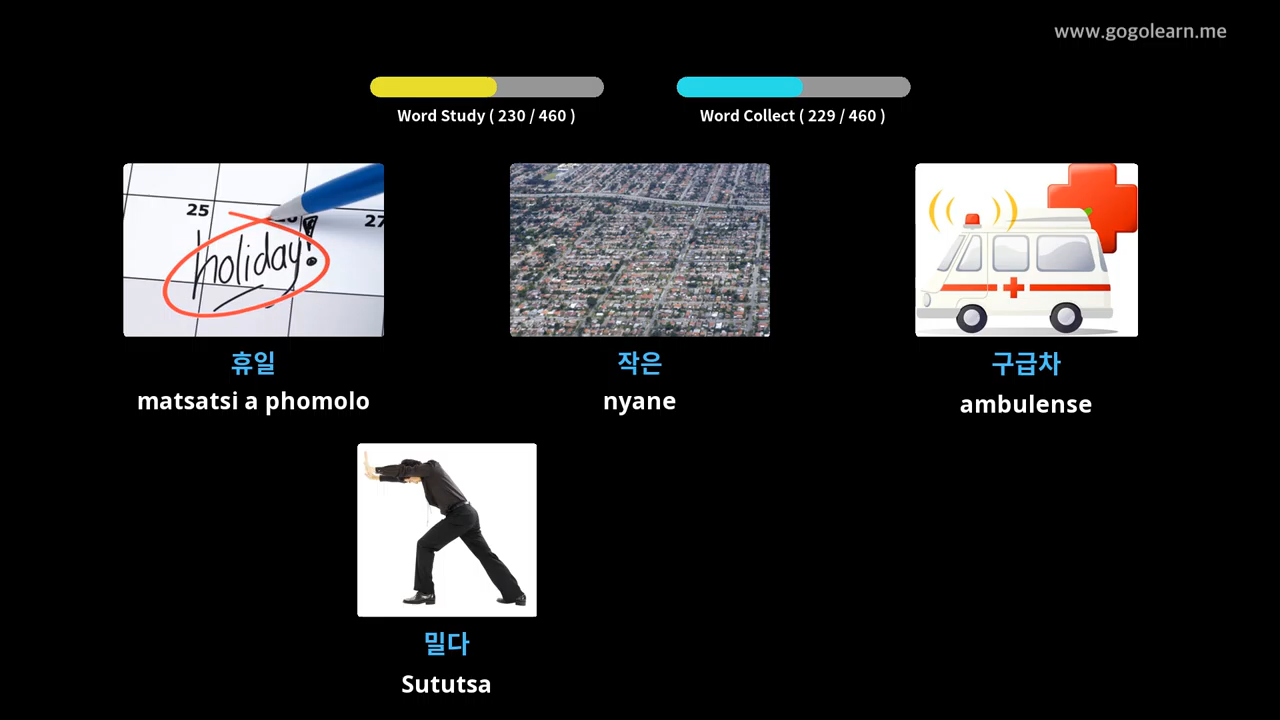 www.gogolearn.me
Word Study ( 230 / 460 )
Word Collect ( 229 / 460 )
25
27
holiday!
휴일
작은
구급차
matsatsi a phomolo
nyane
ambulense
밀다
Sututsa